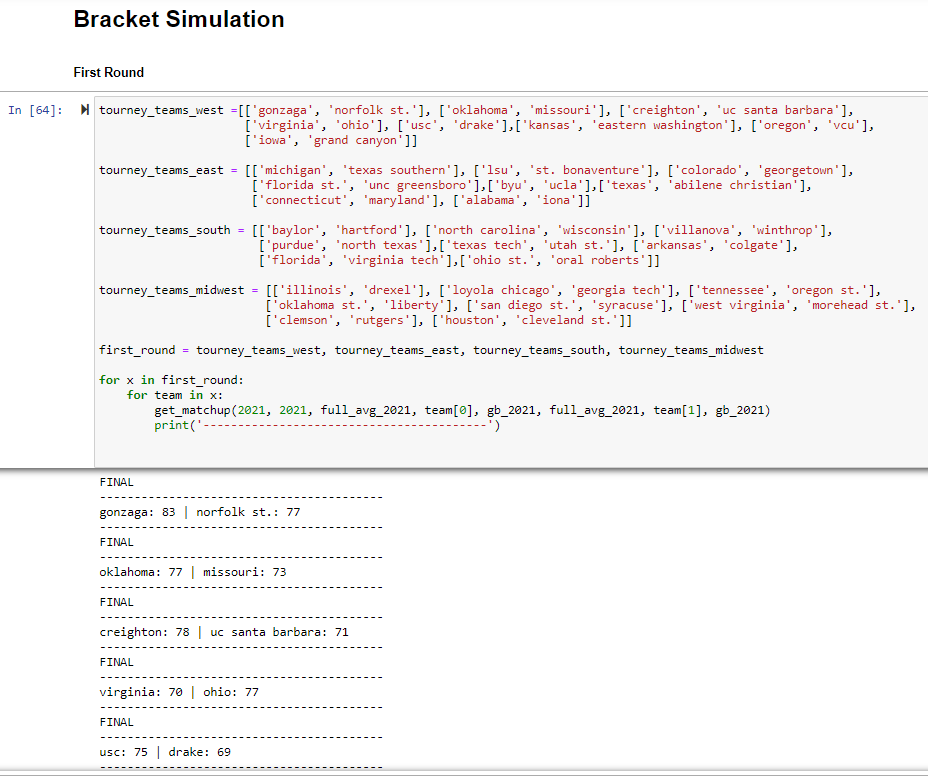 Bracket Simulation
First Round
In [64]:
tourney_teams_west =[['gonzaga', 'norfolk st.'], ['oklahoma', 'missouri'], ['creighton', 'uc santa barbara'],
['virginia', 'ohio'], ['usc', 'drake'],['kansas', 'eastern washington'], ['oregon', 'vcu'],
['iowa', 'grand canyon']]
tourney_teams_east = [['michigan', 'texas southern'], ['lsu', 'st. bonaventure'], ['colorado', 'georgetown'],
['florida st.', 'unc greensboro'],['byu', 'ucla'],['texas', 'abilene christian'],
['connecticut', 'maryland'], ['alabama', 'iona']]
tourney_teams_south = [['baylor', 'hartford'], ['north carolina', 'wisconsin'], ['villanova', 'winthrop'],
['purdue', 'north texas'],['texas tech', 'utah st.'], ['arkansas', 'colgate'],
['florida', 'virginia tech'],['ohio st.', 'oral roberts']]
tourney_teams_midwest = [['illinois', 'drexel'], ['loyola chicago', 'georgia tech'], ['tennessee', 'oregon st.'],
['oklahoma st.', 'liberty'], ['san diego st.', 'syracuse'], ['west virginia', 'morehead st.'],
['clemson', 'rutgers'], ['houston', 'cleveland st.']]
first_round = tourney_teams_west, tourney_teams_east, tourney_teams_south, tourney_teams_midwest
for x in first_round:
for team in x:
get_matchup(2021, 2021, full_avg_2021, team[0], gb_2021, full_avg_2021, team[1], gb_2021)
print('-----------------------------------------')
FINAL
-----------------------------------------
gonzaga: 83 | norfolk st.: 77
-----------------------------------------
FINAL
-----------------------------------------
oklahoma: 77 | missouri: 73
-----------------------------------------
FINAL
-----------------------------------------
creighton: 78 | uc santa barbara: 71
-----------------------------------------
FINAL
-----------------------------------------
virginia: 70 | ohio: 77
-----------------------------------------
FINAL
-----------------------------------------
usc: 75 | drake: 69
-----------------------------------------